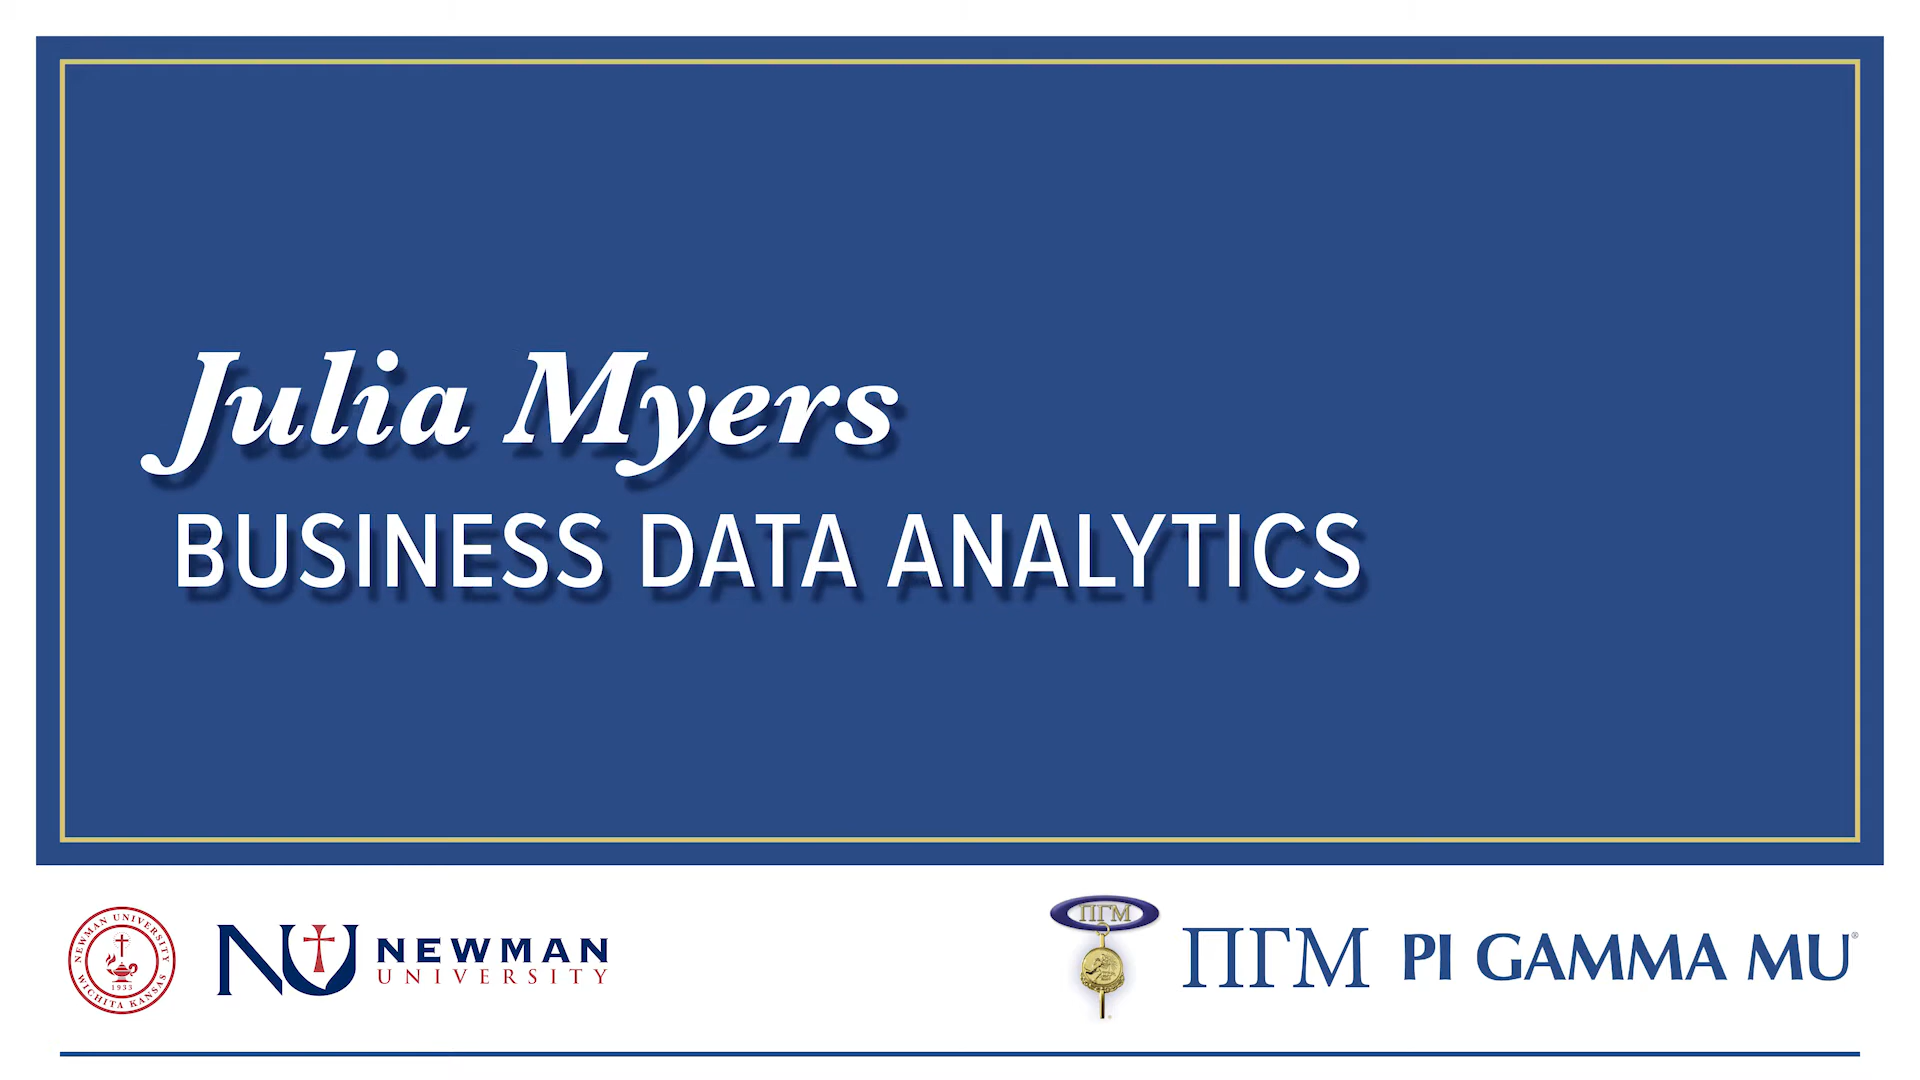 Julia Myers
BUSINESS DATA ANALYTICS
NEWMAN UNIVERSITY
WICHITA KANSAS
1933
NU
NEWMAN
UNIVERSITY
ΠΓΜ
ΠΓΜ PI GAMMA MU®